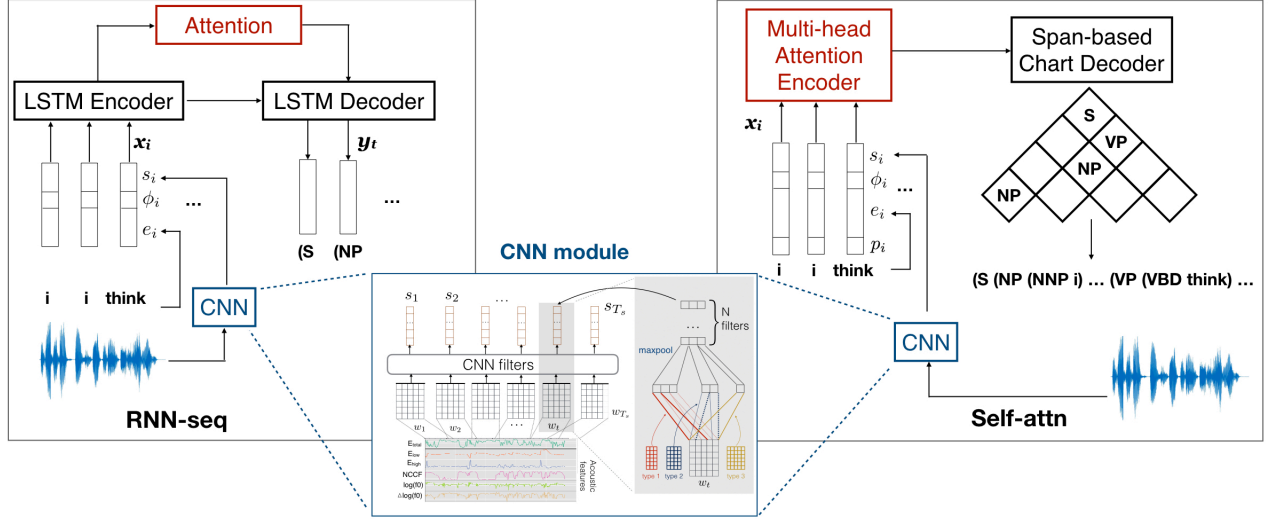 Attention
LSTM Encoder
LSTM Decoder
x_i
y_t
s_i
ϕ_i
...
e_i
...
(S (NP
i i think
CNN
RNN-seq
Multi-head
Attention
Encoder
Span-based
Chart Decoder
x_i
S
VP
NP
NP
s_i
ϕ_i ...
e_i
p_i
i i think
(S (NP (NNP i) ... (VP (VBD think) ...
CNN
Self-attn
CNN module
s_1 s_2 ... s_{T_s}
CNN filters
w_1 w_2 ... w_t w_{T_s}
E_total
E_low
E_high
NCCF
log(f0)
△log(f0)
Acoustic
features
...
N
filters
maxpool
type 1 type 2 w_t type 3